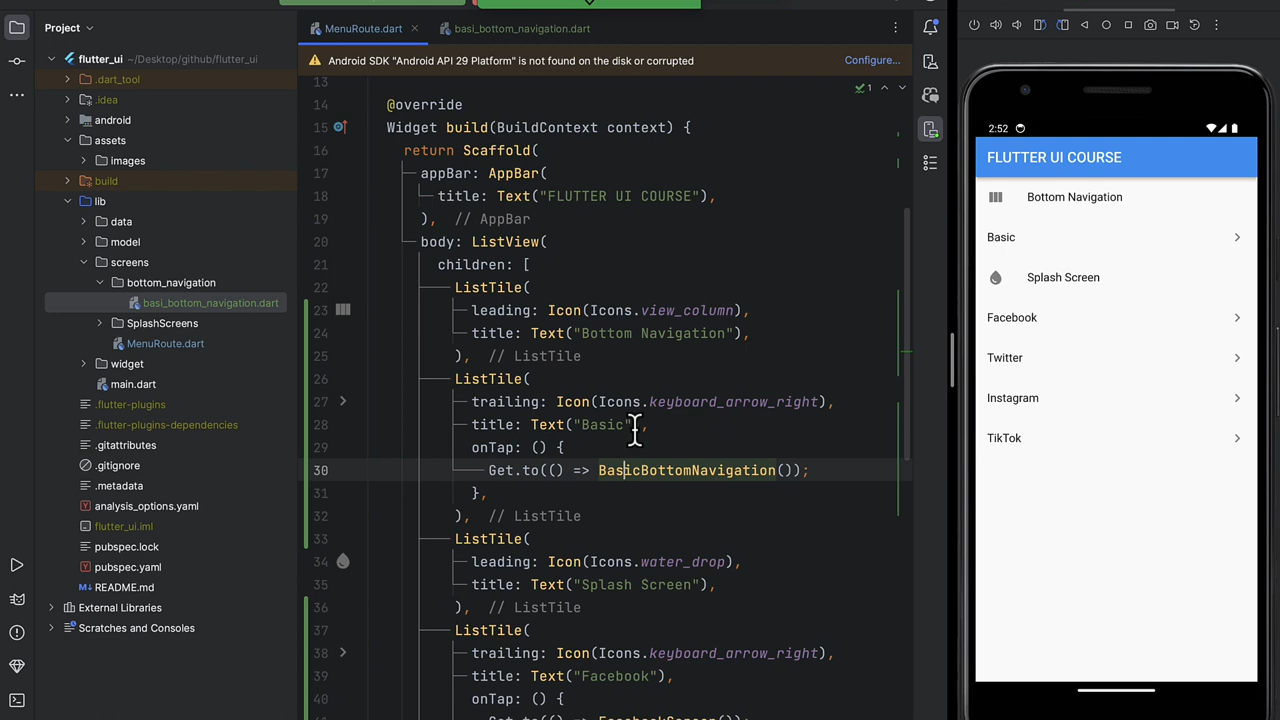 Project
flutter_ui ~/Desktop/github/flutter_ui
.dart_tool
.idea
android
assets
images
build
lib
data
model
screens
bottom_navigation
basi_bottom_navigation.dart
SplashScreens
MenuRoute.dart
widget
main.dart
.flutter-plugins
.flutter-plugins-dependencies
.gitattributes
.gitignore
.metadata
analysis_options.yaml
flutter_ui.iml
pubspec.lock
pubspec.yaml
README.md
External Libraries
Scratches and Consoles
MenuRoute.dart
basi_bottom_navigation.dart
Android SDK "Android API 29 Platform" is not found on the disk or corrupted
Configure...
1
13
14 @override
15 Widget build(BuildContext context) {
16 return Scaffold(
17 appBar: AppBar(
18 title: Text("FLUTTER UI COURSE"),
19 ), // AppBar
20 body: ListView(
21 children: [
22 ListTile(
23 leading: Icon(Icons.view_column),
24 title: Text("Bottom Navigation"),
25 ), // ListTile
26 ListTile(
27 trailing: Icon(Icons.keyboard_arrow_right),
28 title: Text("Basic"),
29 onTap: () {
30 Get.to(() => BasicBottomNavigation());
31 },
32 ), // ListTile
33 ListTile(
34 leading: Icon(Icons.water_drop),
35 title: Text("Splash Screen"),
36 ), // ListTile
37 ListTile(
38 trailing: Icon(Icons.keyboard_arrow_right),
39 title: Text("Facebook"),
40 onTap: () {
Get.to(() => FacebookScreen());
2:52
FLUTTER UI COURSE
Bottom Navigation
Basic
Splash Screen
Facebook
Twitter
Instagram
TikTok